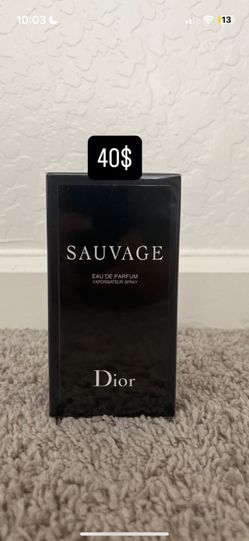 10:03
13
40$
SAUVAGE
EAU DE PARFUM
VAPORISATEUR SPRAY
Dior